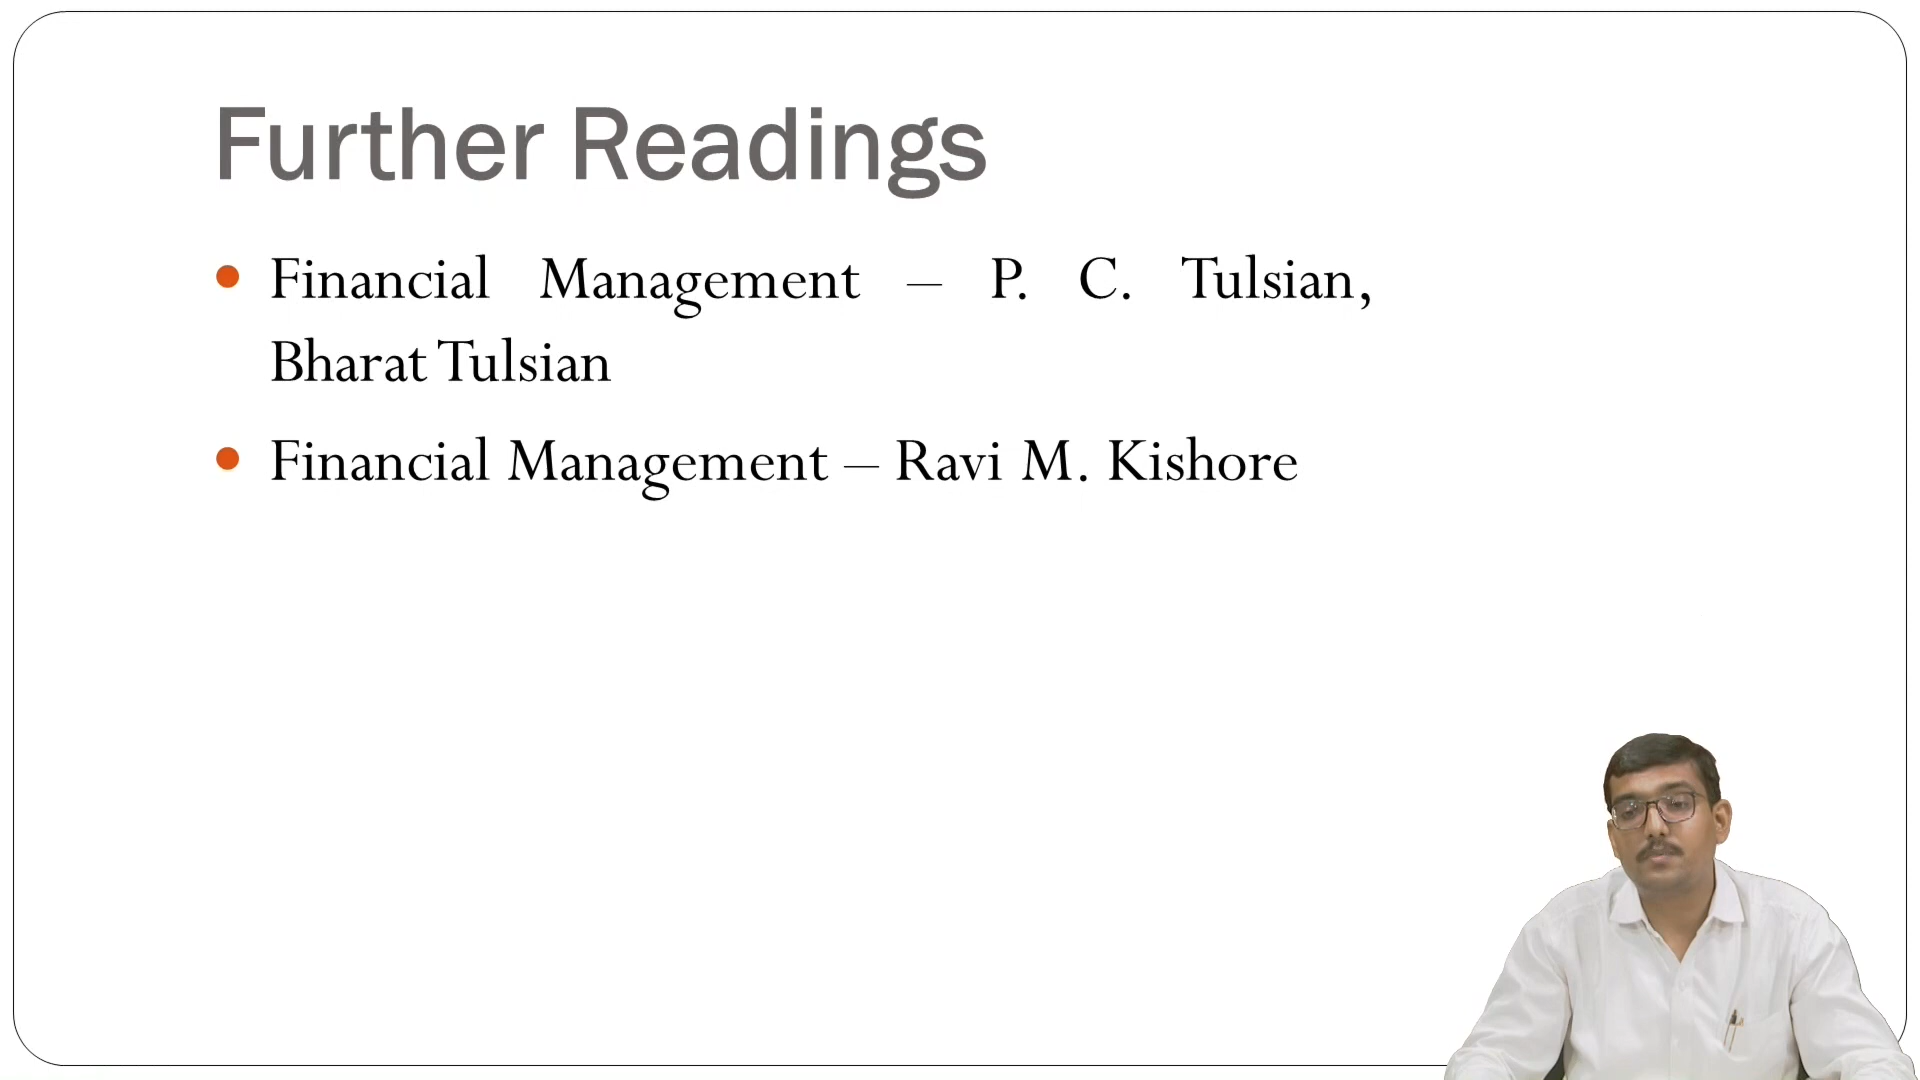 Further Readings
Financial Management – P. C. Tulsian,
Bharat Tulsian
Financial Management – Ravi M. Kishore